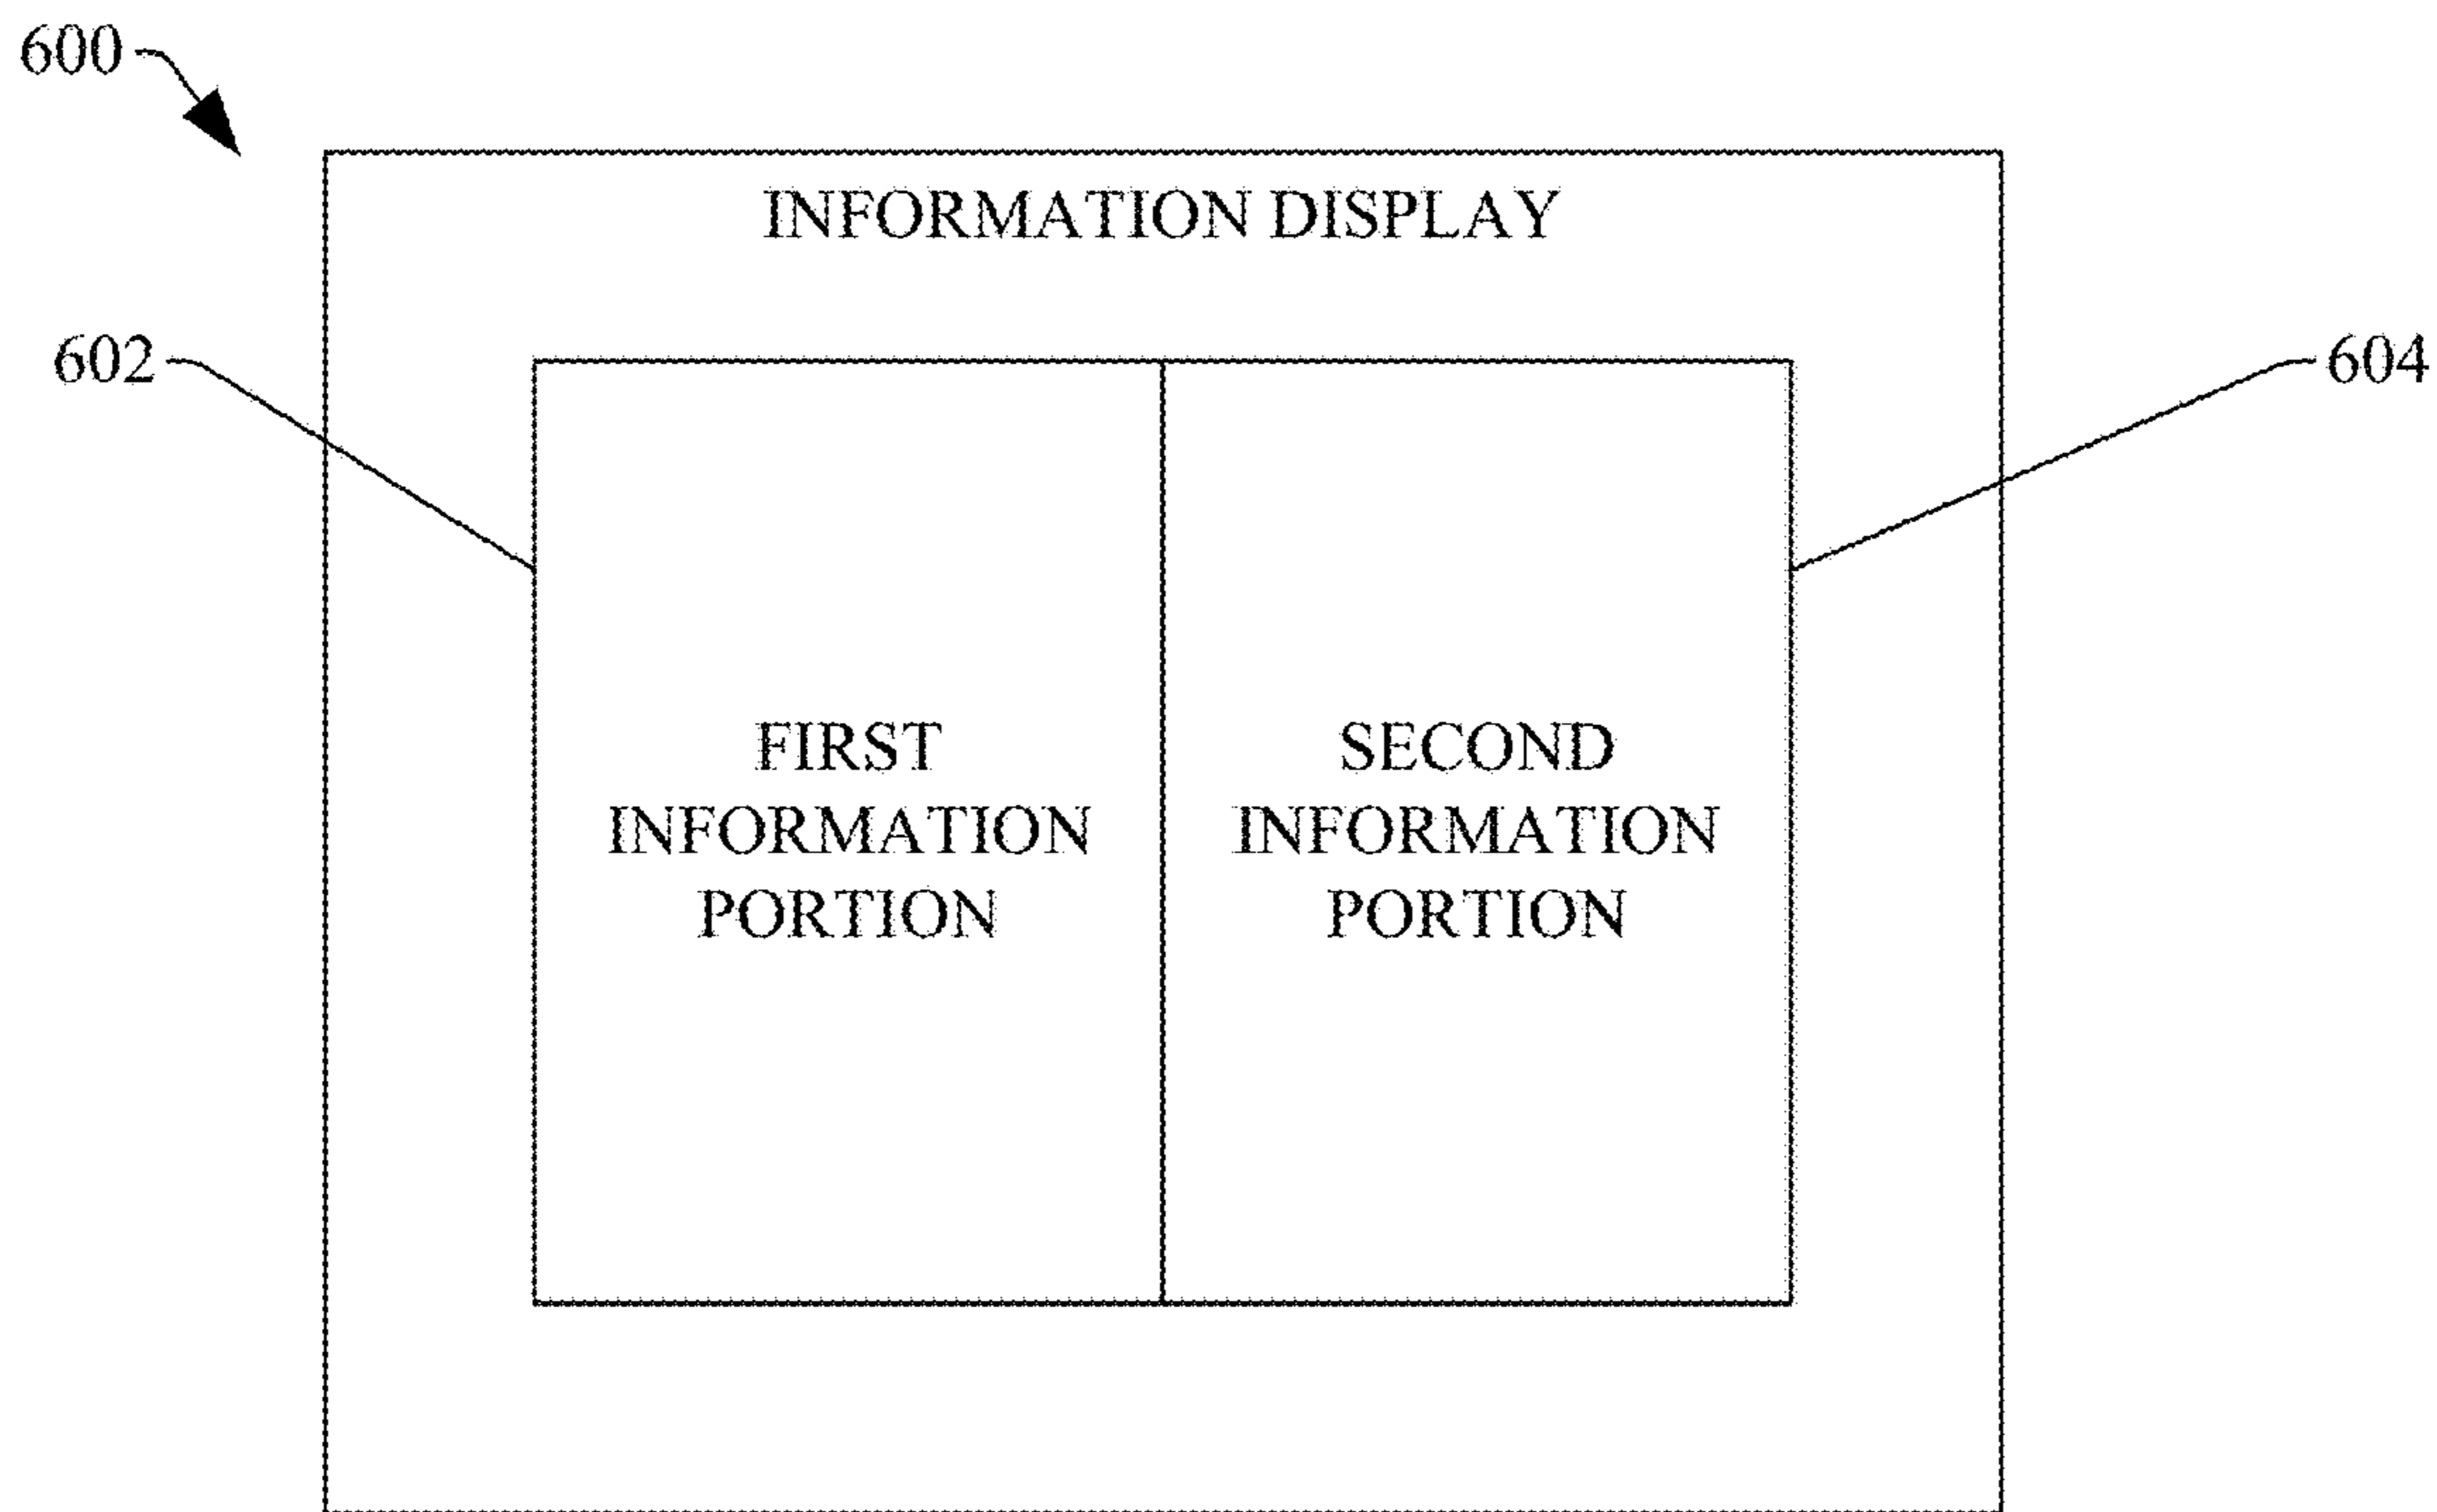 600
INFORMATION DISPLAY
602
604
FIRST
INFORMATION
PORTION
SECOND
INFORMATION
PORTION